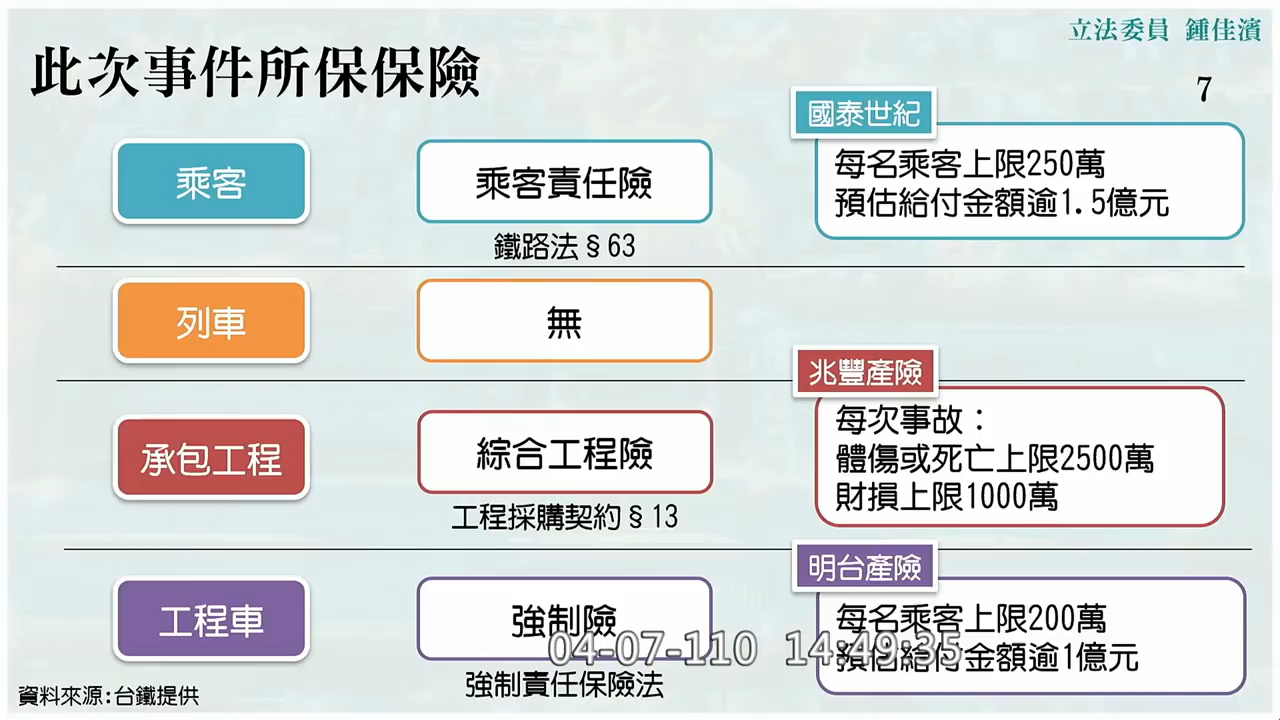 立法委員 鍾佳濱
此次事件所保保險
7
乘客
乘客責任險
鐵路法§63
國泰世紀
每名乘客上限250萬
預估給付金額逾1.5億元
列車
無
承包工程
綜合工程險
工程採購契約§13
兆豐產險
每次事故：
體傷或死亡上限2500萬
財損上限1000萬
工程車
強制險
強制責任保險法
明台產險
每名乘客上限200萬
預估給付金額逾1億元
04-07-110 14:49:35
資料來源:台鐵提供